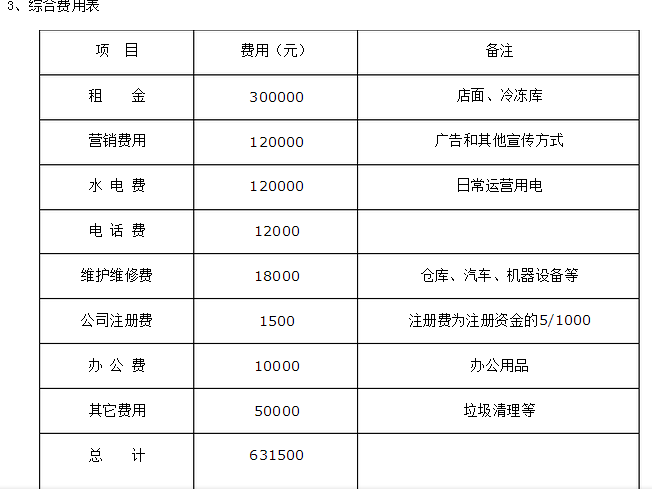 3、综合费用表
项 目 费用（元） 备注
租 金 300000 店面、冷冻库
营销费用 120000 广告和其他宣传方式
水 电 费 120000 日常运营用电
电 话 费 12000
维护维修费 18000 仓库、汽车、机器设备等
公司注册费 1500 注册费为注册资金的5/1000
办 公 费 10000 办公用品
其它费用 50000 垃圾清理等
总 计 631500